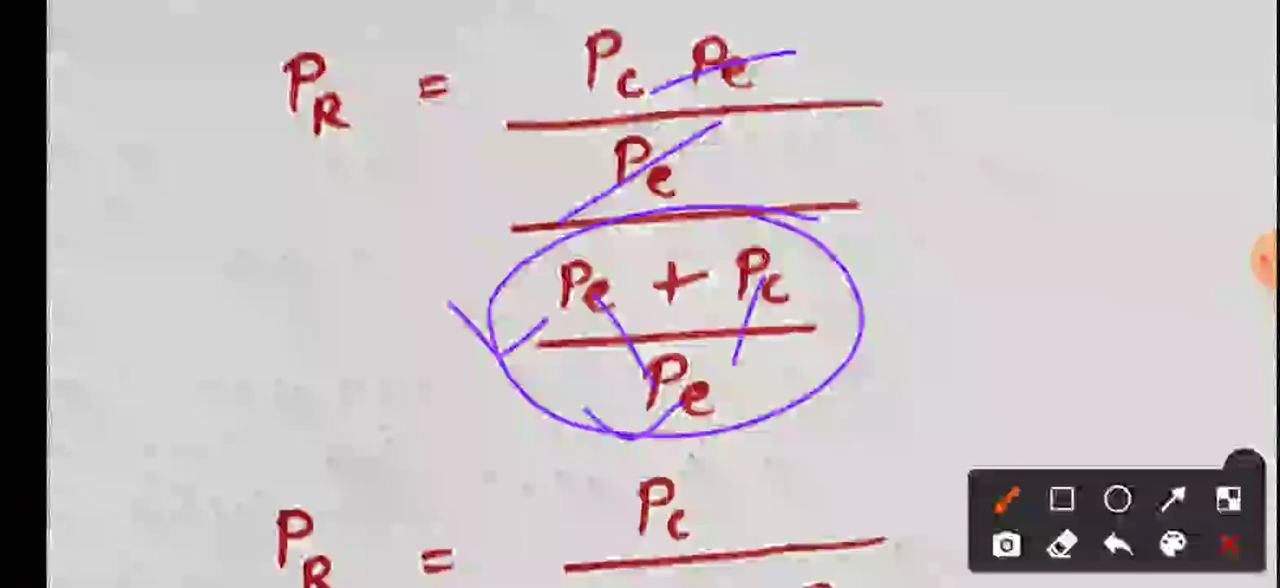 P_R = P_c P_e
P_e
P_e + P_c
P_e
P_R = P_c